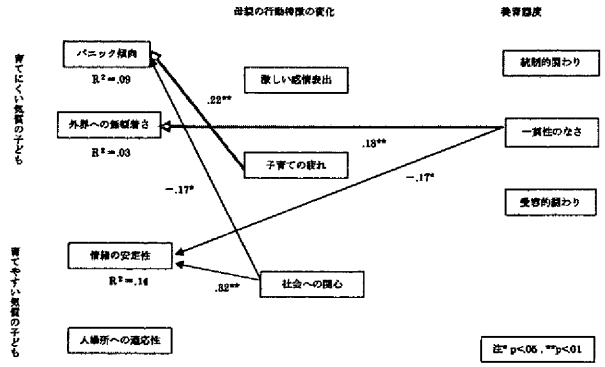 母親の行動特徴の変化
養育態度
育てにくい気質の子ども
パニック傾向
R²=.09
激しい感情表出
統制的関わり
.22**
外界への無頓着さ
R²=.03
一貫性のなさ
.18**
子育ての疲れ
-.17*
-.17*
受容的関わり
育てやすい気質の子ども
情緒の安定性
R²=.14
.32**
社会への関心
人場所への適応性
注* p<.05 , **p<.01